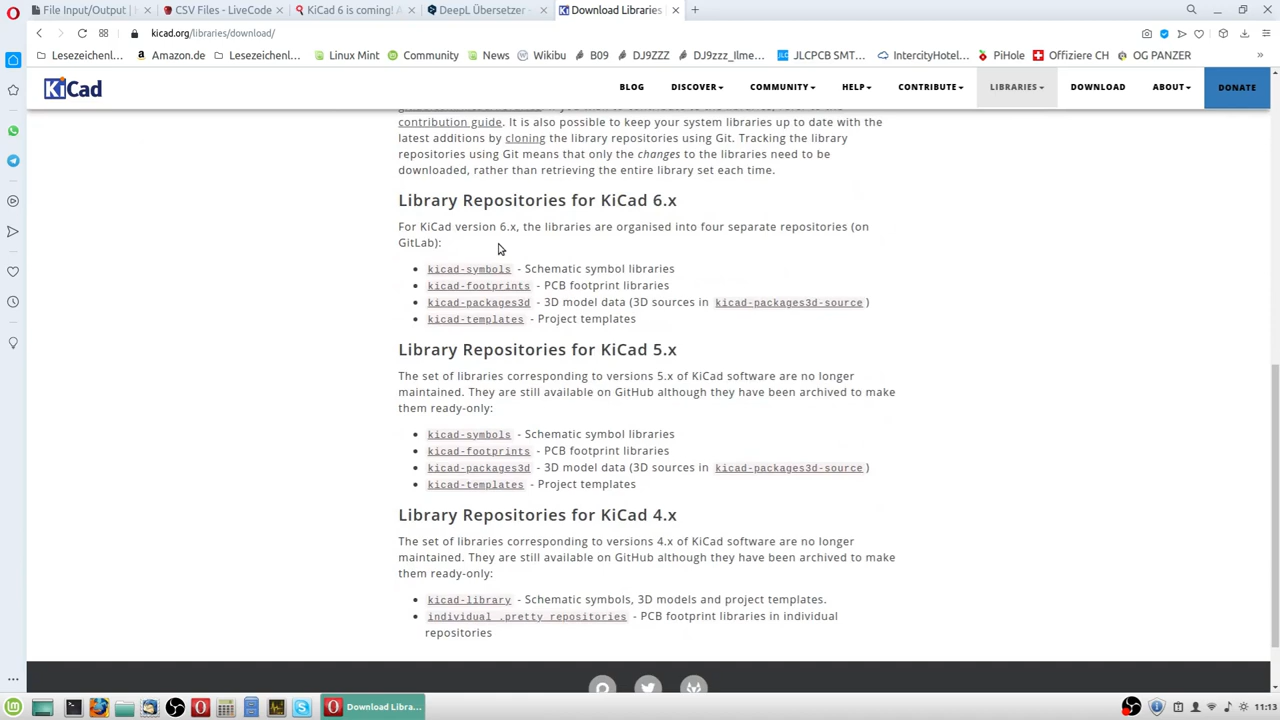 File Input/Output |
CSV Files - LiveCode
KiCad 6 is coming!
DeepL Übersetzer -
Download Libraries
kicad.org/libraries/download/
Lesezeichenl...
Amazon.de
Lesezeichenl...
Linux Mint
Community
News
Wikibu
B09
DJ9ZZZ
DJ9zzz_Ilme...
JLC
JLCPCB SMT...
IntercityHotel...
PiHole
Offiziere CH
OG PANZER
KiCad
BLOG
DISCOVER
COMMUNITY
HELP
CONTRIBUTE
LIBRARIES
DOWNLOAD
ABOUT
DONATE
contribution guide. It is also possible to keep your system libraries up to date with the
latest additions by cloning the library repositories using Git. Tracking the library
repositories using Git means that only the changes to the libraries need to be
downloaded, rather than retrieving the entire library set each time.
Library Repositories for KiCad 6.x
For KiCad version 6.x, the libraries are organised into four separate repositories (on
GitLab):
kicad-symbols - Schematic symbol libraries
kicad-footprints - PCB footprint libraries
kicad-packages3d - 3D model data (3D sources in kicad-packages3d-source )
kicad-templates - Project templates
Library Repositories for KiCad 5.x
The set of libraries corresponding to versions 5.x of KiCad software are no longer
maintained. They are still available on GitHub although they have been archived to make
them ready-only:
kicad-symbols - Schematic symbol libraries
kicad-footprints - PCB footprint libraries
kicad-packages3d - 3D model data (3D sources in kicad-packages3d-source )
kicad-templates - Project templates
Library Repositories for KiCad 4.x
The set of libraries corresponding to versions 4.x of KiCad software are no longer
maintained. They are still available on GitHub although they have been archived to make
them ready-only:
kicad-library - Schematic symbols, 3D models and project templates.
individual .pretty repositories - PCB footprint libraries in individual
repositories
Download Libra...
11:13